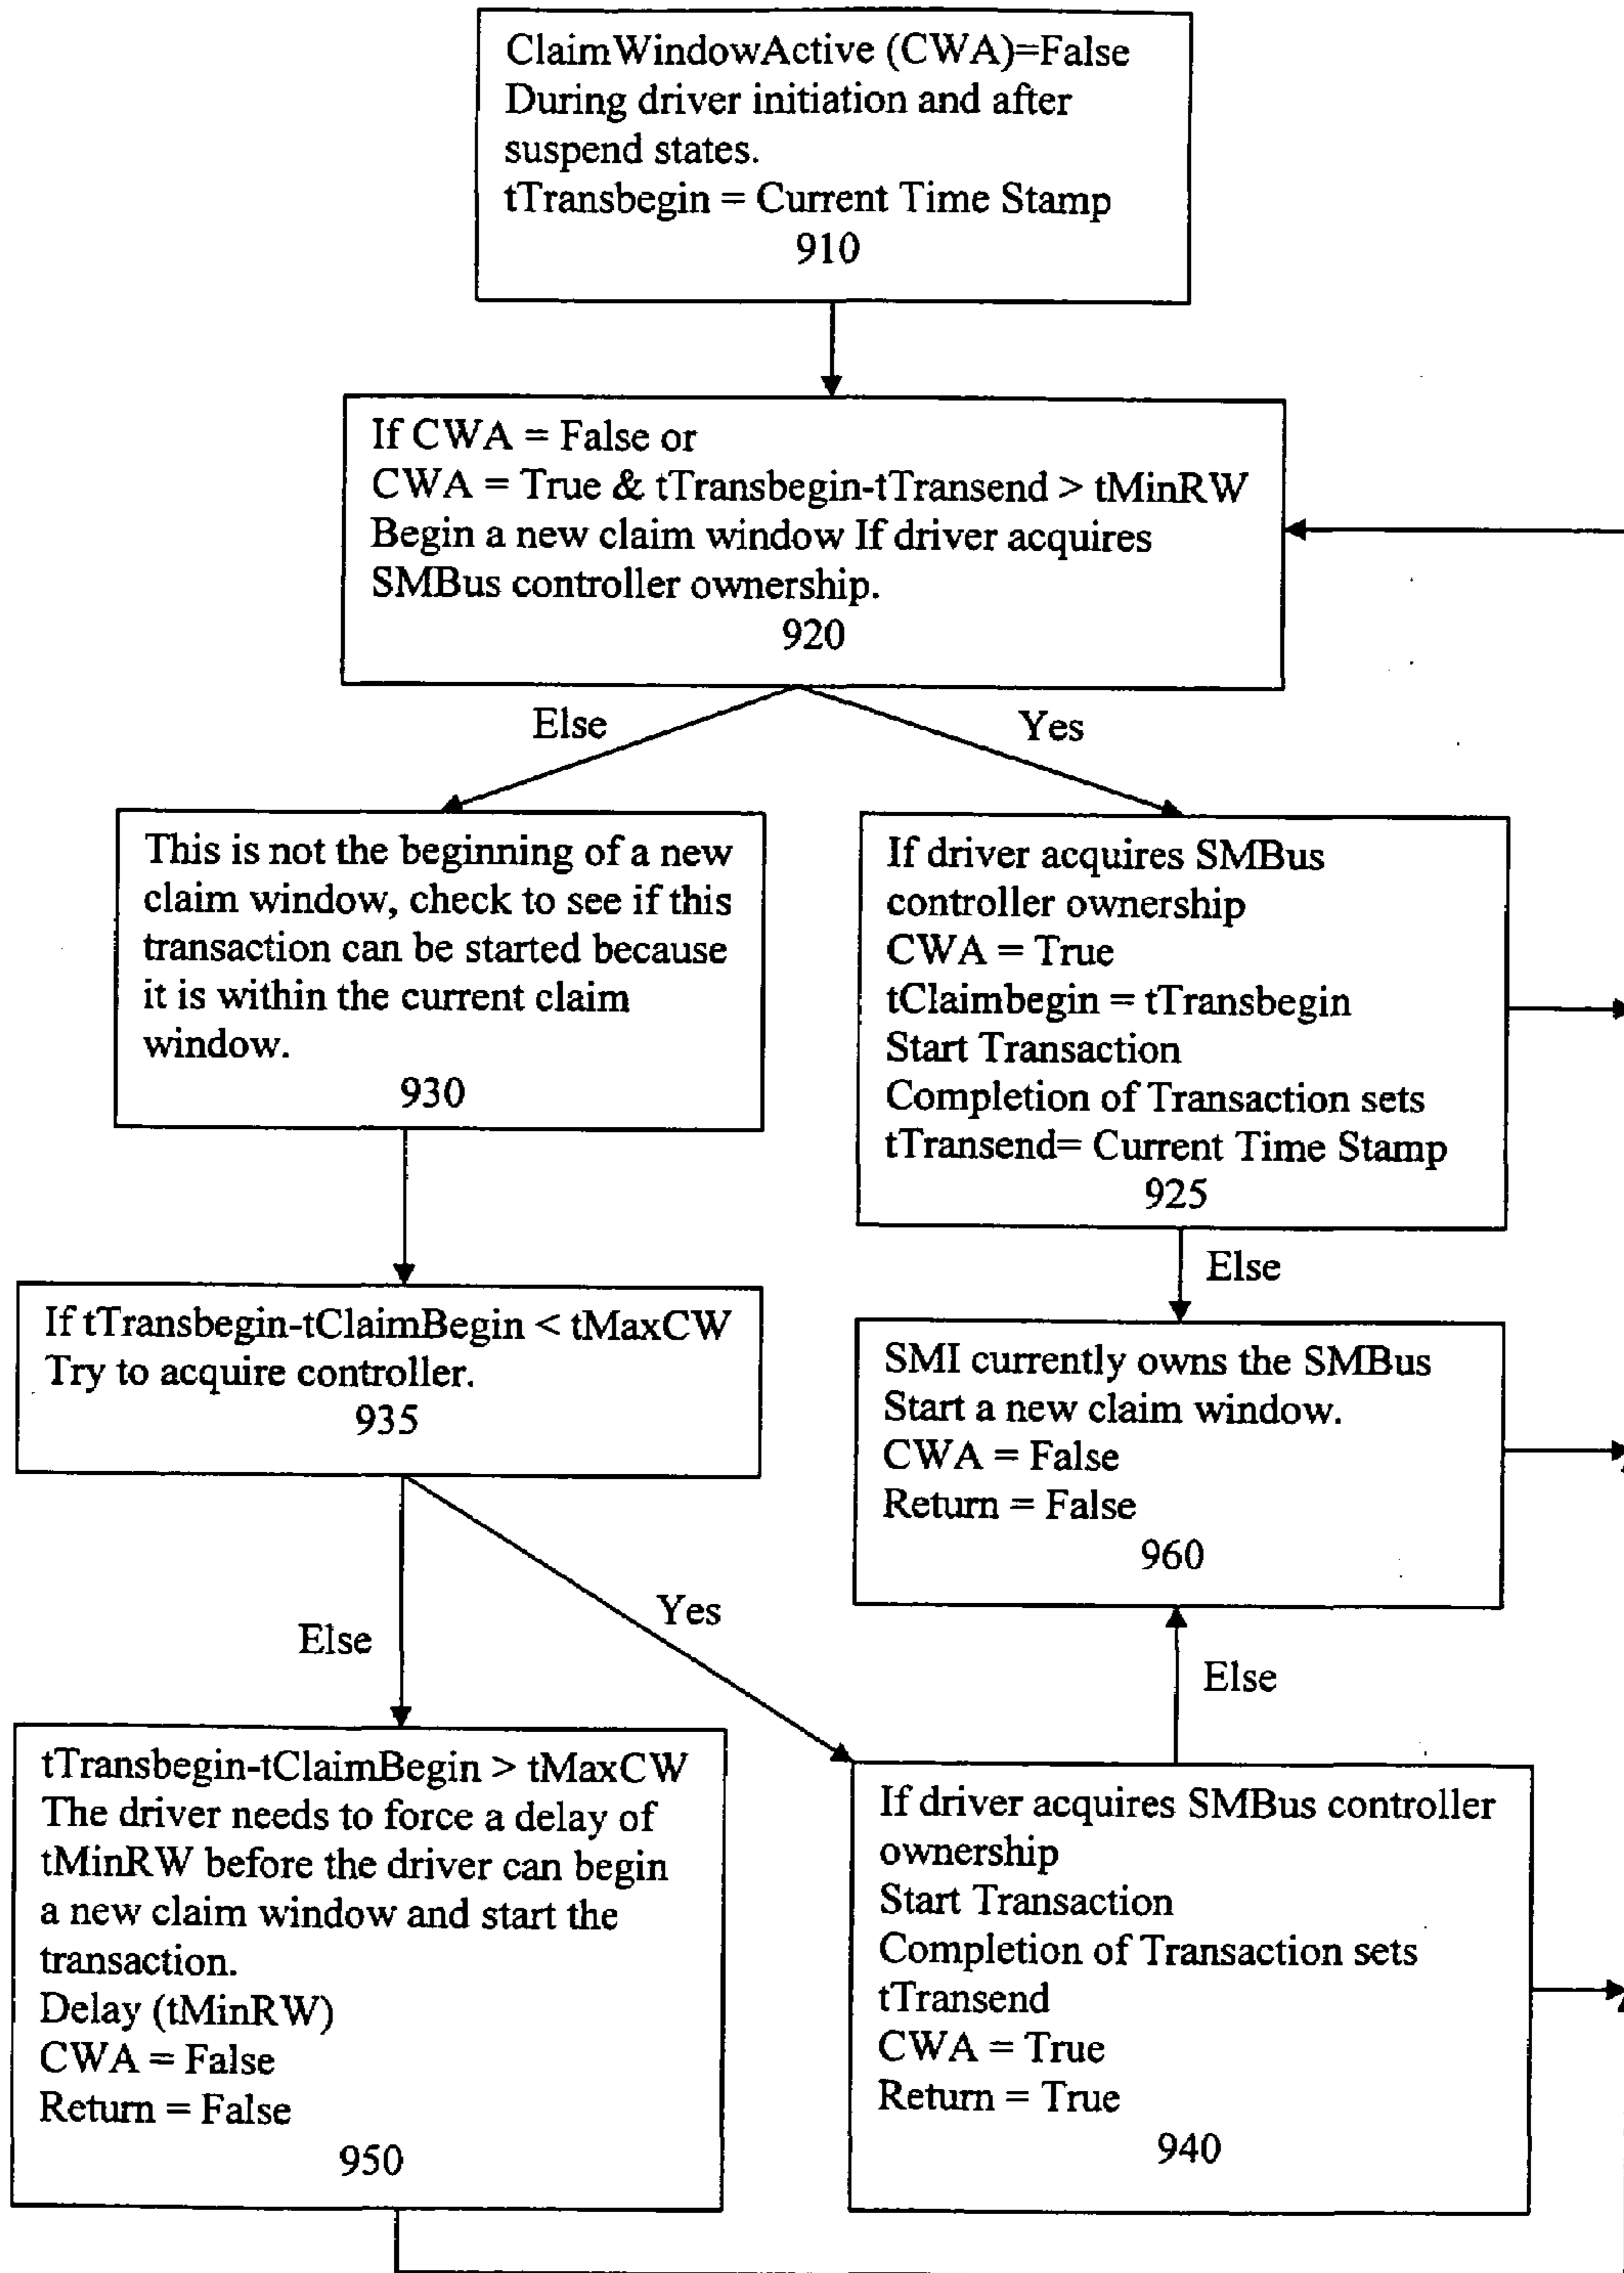 ClaimWindowActive (CWA)=False
During driver initiation and after
suspend states.
tTransbegin = Current Time Stamp
910
If CWA = False or
CWA = True & tTransbegin-tTransend > tMinRW
Begin a new claim window If driver acquires
SMBus controller ownership.
920
Else
Yes
This is not the beginning of a new
claim window, check to see if this
transaction can be started because
it is within the current claim
window.
930
If driver acquires SMBus
controller ownership
CWA = True
tClaimbegin = tTransbegin
Start Transaction
Completion of Transaction sets
tTransend= Current Time Stamp
925
Else
If tTransbegin-tClaimBegin < tMaxCW
Try to acquire controller.
935
SMI currently owns the SMBus
Start a new claim window.
CWA = False
Return = False
960
Else
Yes
Else
tTransbegin-tClaimBegin > tMaxCW
The driver needs to force a delay of
tMinRW before the driver can begin
a new claim window and start the
transaction.
Delay (tMinRW)
CWA = False
Return = False
950
If driver acquires SMBus controller
ownership
Start Transaction
Completion of Transaction sets
tTransend
CWA = True
Return = True
940